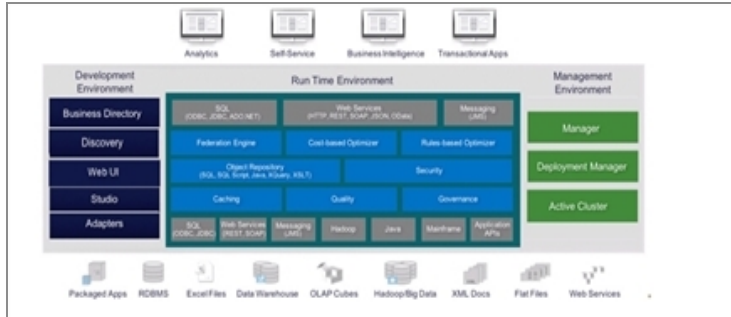 Analytics
Self-Service
Business Intelligence
Transactional Apps
Development
Environment
Business Directory
Discovery
Web UI
Studio
Adapters
Run Time Environment
SQL
(ODBC, JDBC, ADO.NET)
Web Services
(HTTP, REST, SOAP, JSON, OData)
Messaging
(JMS)
Federation Engine
Cost-based Optimizer
Rules-based Optimizer
Object Repository
(SQL, SQL Script, Java, XQuery, XSLT)
Security
Caching
Quality
Governance
SQL
(ODBC, JDBC)
Web Services
(REST, SOAP)
Messaging
(JMS)
Hadoop
Java
Mainframe
Application
APIs
Management
Environment
Manager
Deployment Manager
Active Cluster
Packaged Apps
RDBMS
Excel Files
Data Warehouse
OLAP Cubes
Hadoop/Big Data
XML Docs
Flat Files
Web Services